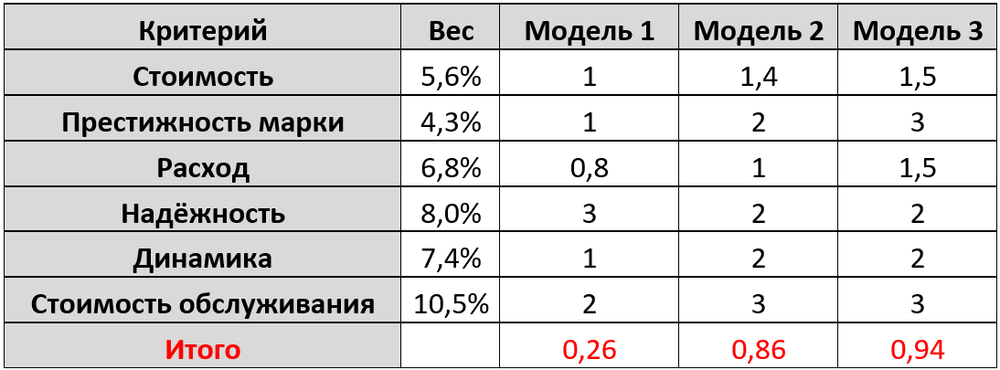 Критерий Вес Модель 1 Модель 2 Модель 3
Стоимость 5,6% 1 1,4 1,5
Престижность марки 4,3% 1 2 3
Расход 6,8% 0,8 1 1,5
Надёжность 8,0% 3 2 2
Динамика 7,4% 1 2 2
Стоимость обслуживания 10,5% 2 3 3
Итого 0,26 0,86 0,94